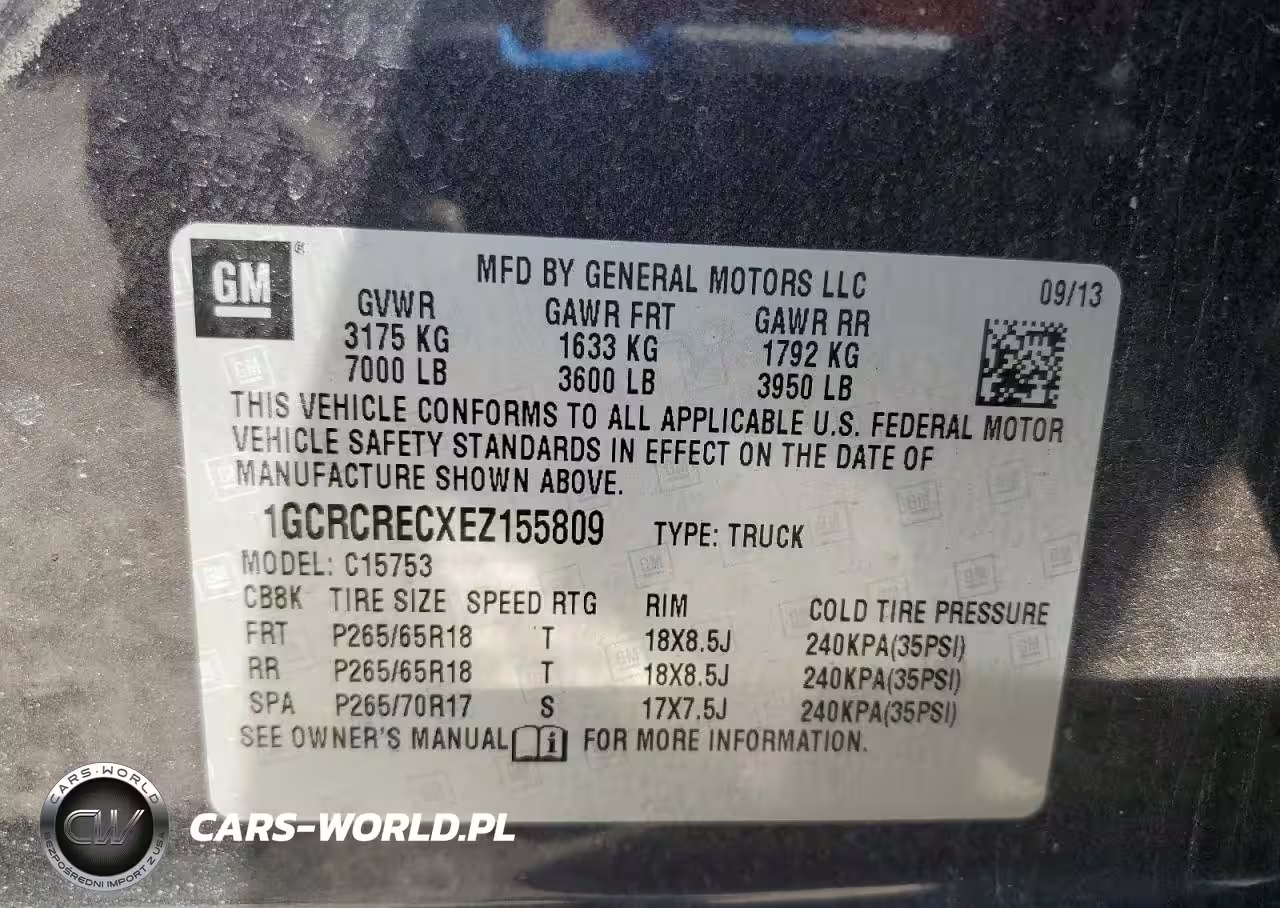 GM
MFD BY GENERAL MOTORS LLC 09/13
GVWR GAWR FRT GAWR RR
3175 KG 1633 KG 1792 KG
7000 LB 3600 LB 3950 LB
THIS VEHICLE CONFORMS TO ALL APPLICABLE U.S. FEDERAL MOTOR
VEHICLE SAFETY STANDARDS IN EFFECT ON THE DATE OF
MANUFACTURE SHOWN ABOVE.
1GCRCRECXEZ155809 TYPE: TRUCK
MODEL: C15753
CB8K TIRE SIZE SPEED RTG RIM COLD TIRE PRESSURE
FRT P265/65R18 T 18X8.5J 240KPA(35PSI)
RR P265/65R18 T 18X8.5J 240KPA(35PSI)
SPA P265/70R17 S 17X7.5J 240KPA(35PSI)
SEE OWNER'S MANUAL i FOR MORE INFORMATION.
CARS-WORLD
CW
BEZPOŚREDNI IMPORT Z USA
CARS-WORLD.PL